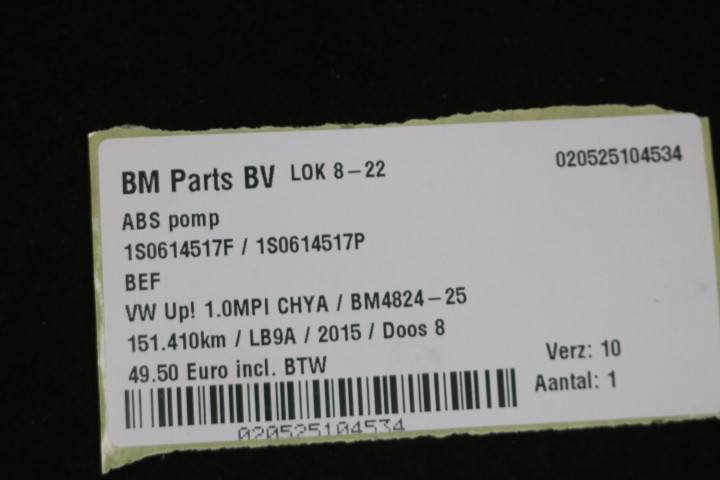 BM Parts BV LOK 8-22 020525104534
ABS pomp
1S0614517F / 1S0614517P
BEF
VW Up! 1.0MPI CHYA / BM4824-25
151.410km / LB9A / 2015 / Doos 8
49.50 Euro incl. BTW Verz: 10
Aantal: 1
020525104534